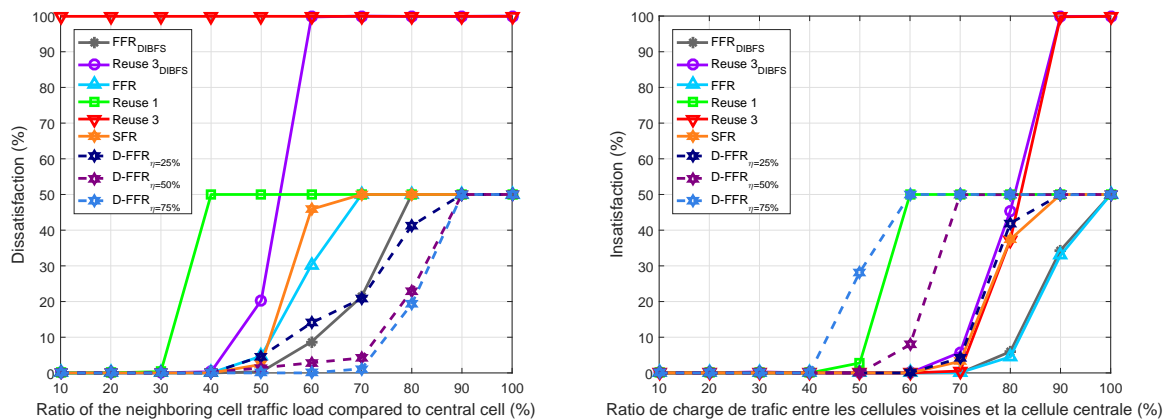 100
90
80
70
60
50
40
30
20
10
0
10 20 30 40 50 60 70 80 90 100
Dissatisfaction (%)
Ratio of the neighboring cell traffic load compared to central cell (%)
FFR_DIBFS
Reuse 3_DIBFS
FFR
Reuse 1
Reuse 3
SFR
D-FFR_η=25%
D-FFR_η=50%
D-FFR_η=75%
100
90
80
70
60
50
40
30
20
10
0
10 20 30 40 50 60 70 80 90 100
Insatisfaction (%)
Ratio de charge de trafic entre les cellules voisines et la cellule centrale (%)
FFR_DIBFS
Reuse 3_DIBFS
FFR
Reuse 1
Reuse 3
SFR
D-FFR_η=25%
D-FFR_η=50%
D-FFR_η=75%